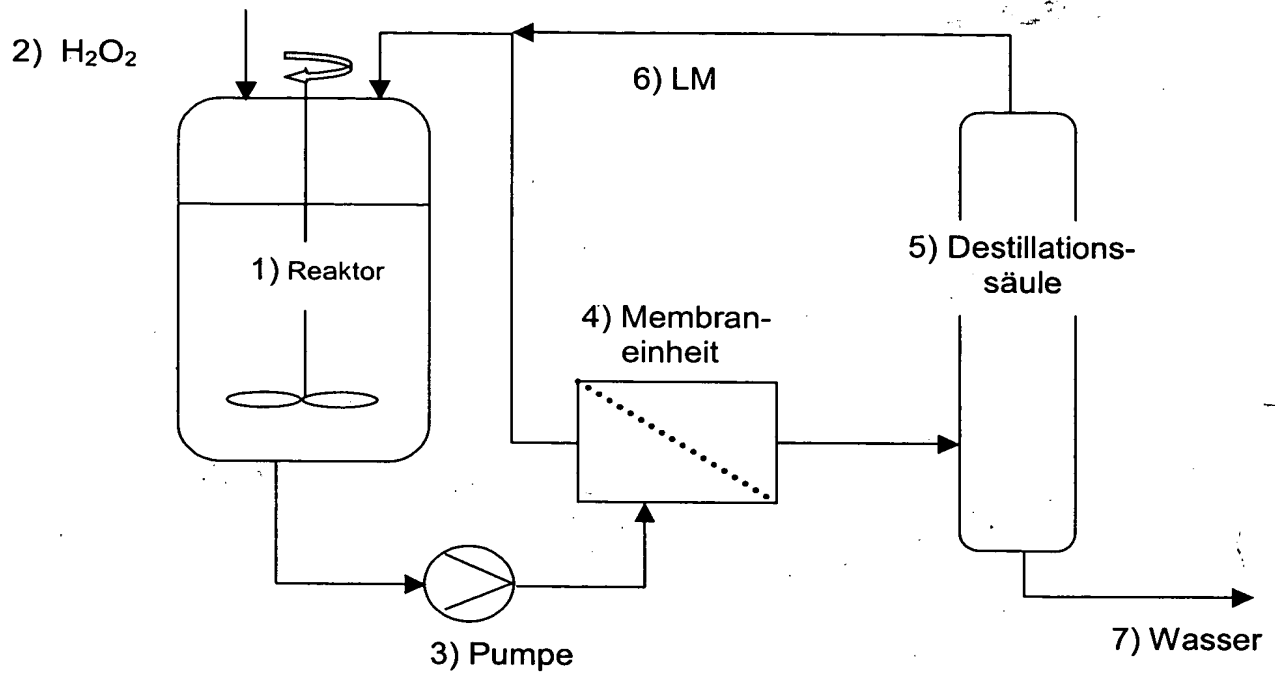 2) H₂O₂
6) LM
1) Reaktor
5) Destillations-
säule
4) Membran-
einheit
3) Pumpe
7) Wasser